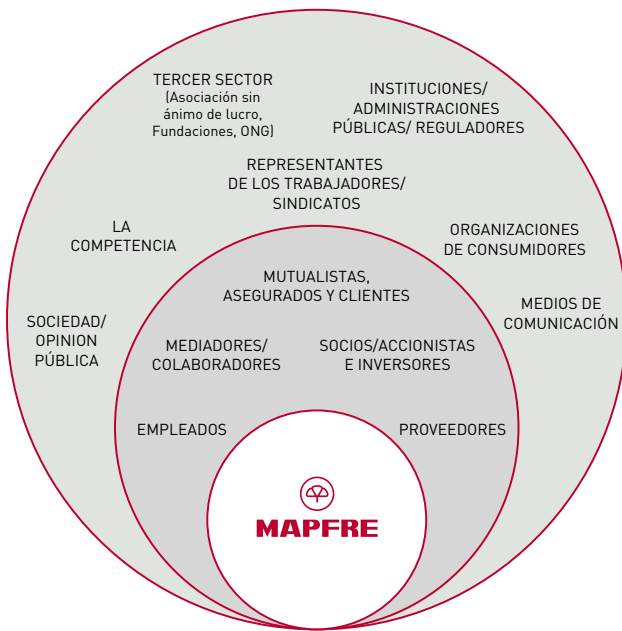 TERCER SECTOR
(Asociación sin
ánimo de lucro,
Fundaciones, ONG)
INSTITUCIONES/
ADMINISTRACIONES
PÚBLICAS/ REGULADORES
REPRESENTANTES
DE LOS TRABAJADORES/
SINDICATOS
LA
COMPETENCIA
ORGANIZACIONES
DE CONSUMIDORES
MUTUALISTAS,
ASEGURADOS Y CLIENTES
MEDIOS DE
COMUNICACIÓN
SOCIEDAD/
OPINION
PÚBLICA
MEDIADORES/
COLABORADORES
SOCIOS/ACCIONISTAS
E INVERSORES
EMPLEADOS
PROVEEDORES
MAPFRE